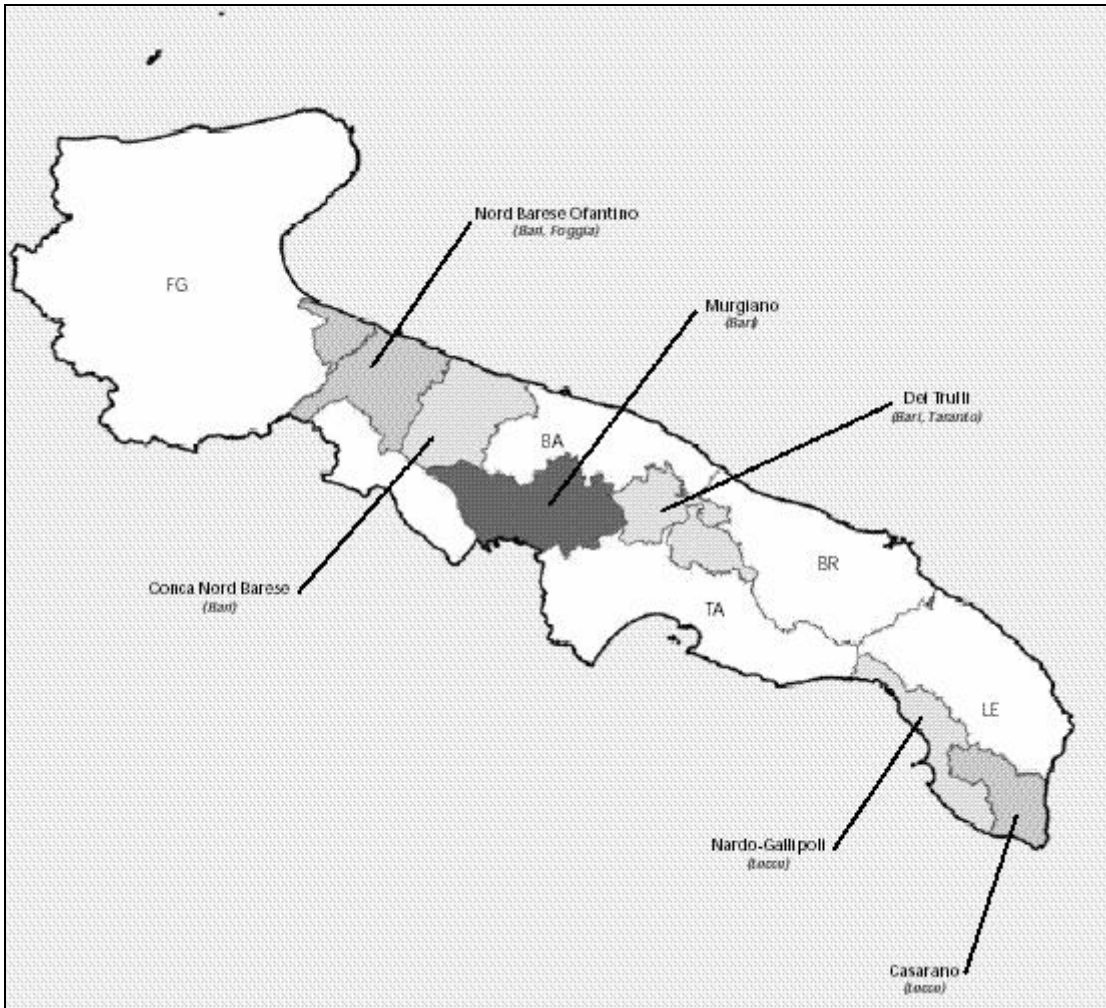 Nord Barese Ofantino
(Bari, Foggia)
FG
Murgiano
(Bari)
Dei Trulli
(Bari, Taranto)
BA
BR
Conca Nord Barese
(Bari)
TA
LE
Nardo-Gallipoli
(Lecce)
Casarano
(Lecce)